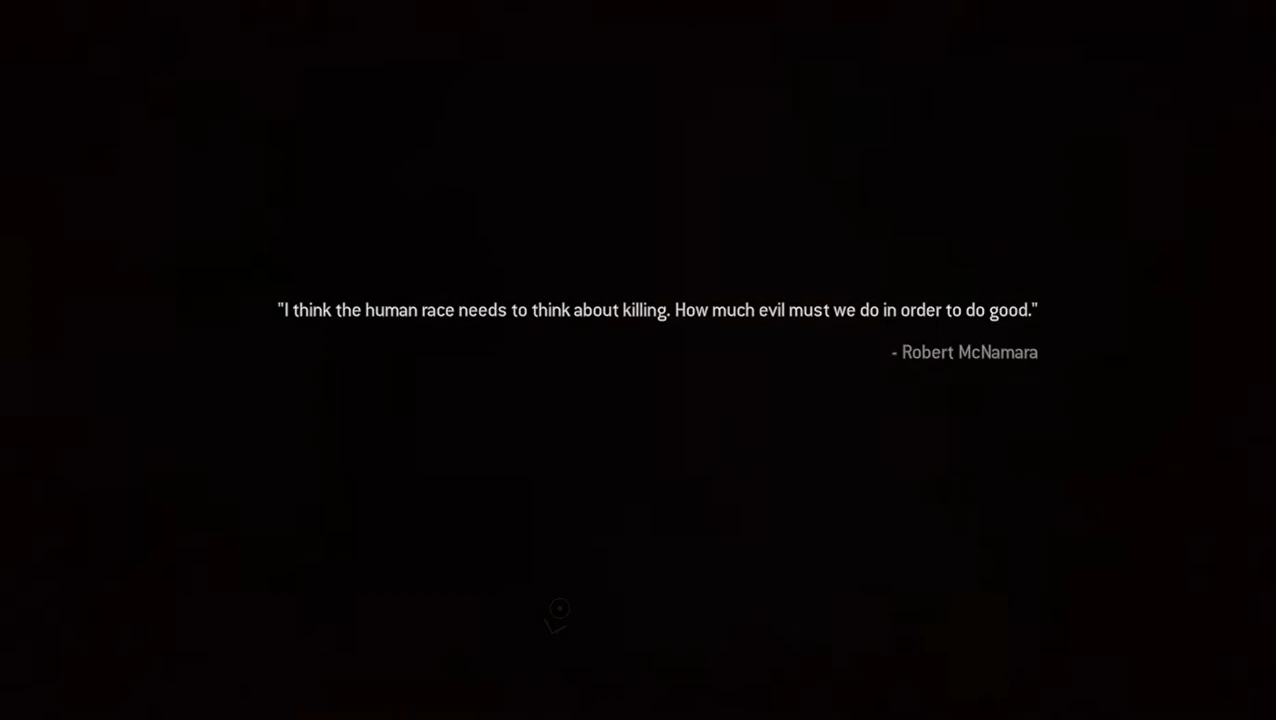 "I think the human race needs to think about killing. How much evil must we do in order to do good."
- Robert McNamara